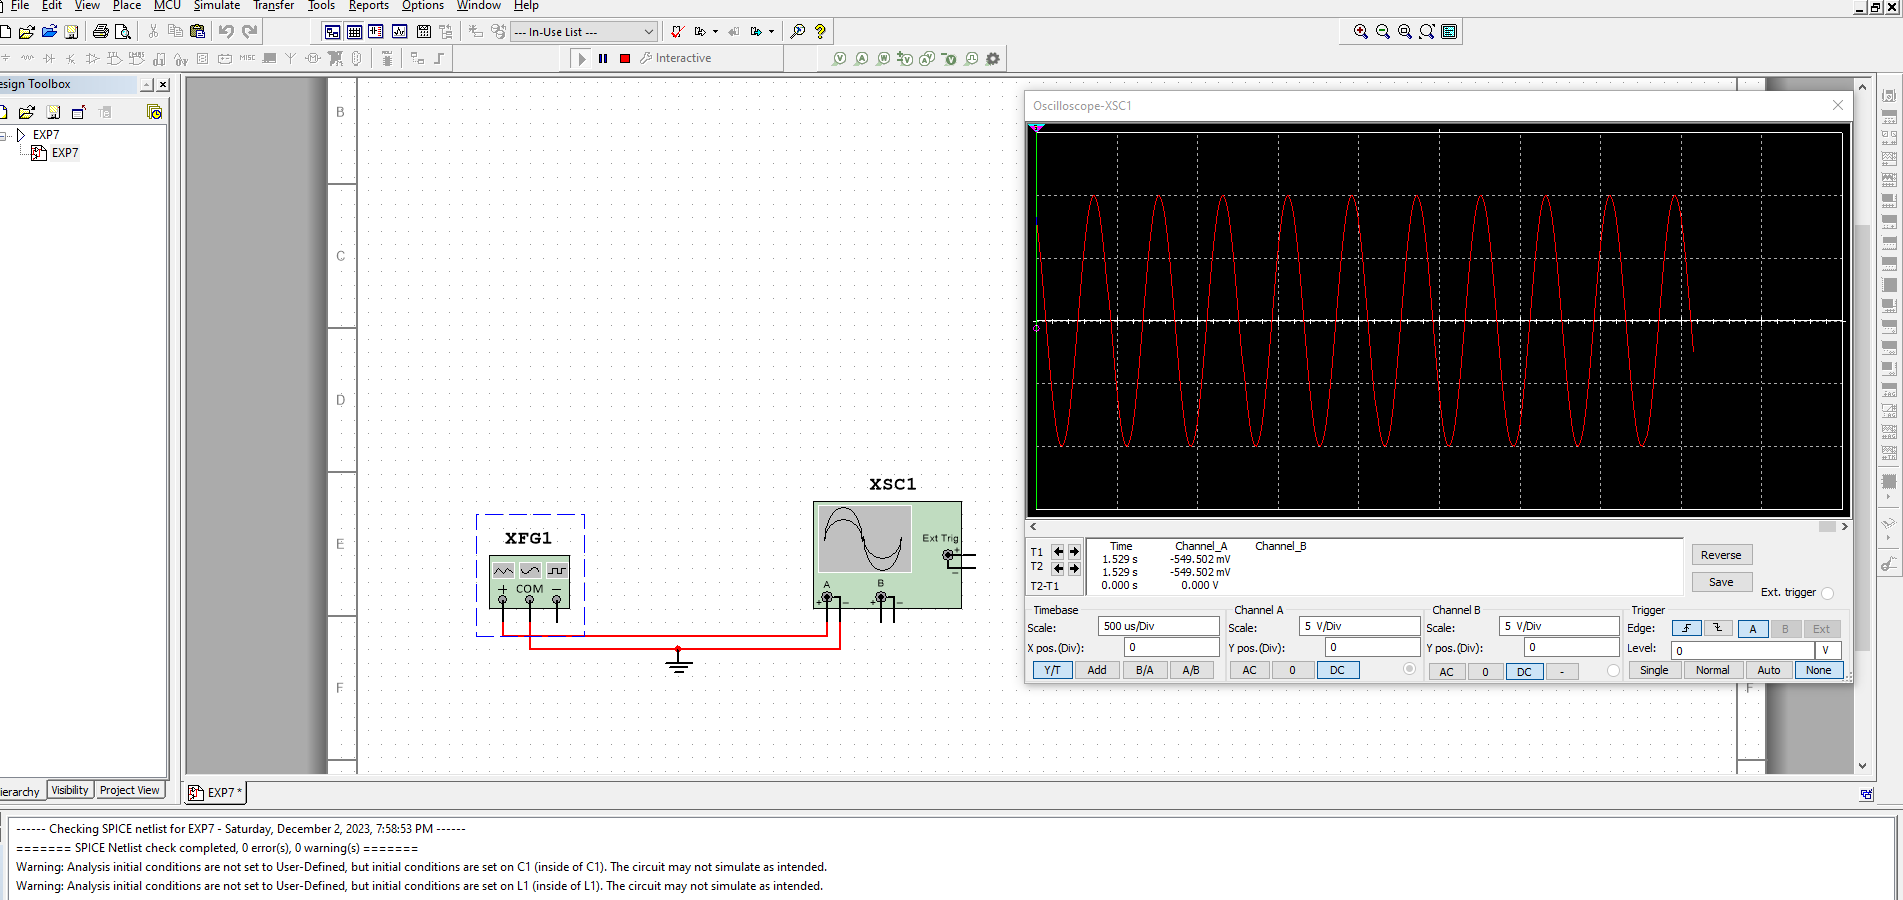 File Edit View Place MCU Simulate Transfer Tools Reports Options Window Help
--- In-Use List ---
MISC
Interactive
esign Toolbox
EXP7
EXP7
B
C
D
E
F
XFG1
+ COM −
XSC1
Ext Trig
+
−
A B
+ − + −
Oscilloscope-XSC1
Time Channel_A Channel_B
T1 1.529 s -549.502 mV
T2 1.529 s -549.502 mV
T2-T1 0.000 s 0.000 V
Reverse
Save
Ext. trigger
Timebase
Scale: 500 us/Div
X pos.(Div): 0
Y/T Add B/A A/B
Channel A
Scale: 5 V/Div
Y pos.(Div): 0
AC 0 DC
Channel B
Scale: 5 V/Div
Y pos.(Div): 0
AC 0 DC -
Trigger
Edge: A B Ext
Level: 0 V
Single Normal Auto None
F
ierarchy Visibility Project View
EXP7 *
------ Checking SPICE netlist for EXP7 - Saturday, December 2, 2023, 7:58:53 PM ------
======= SPICE Netlist check completed, 0 error(s), 0 warning(s) =======
Warning: Analysis initial conditions are not set to User-Defined, but initial conditions are set on C1 (inside of C1). The circuit may not simulate as intended.
Warning: Analysis initial conditions are not set to User-Defined, but initial conditions are set on L1 (inside of L1). The circuit may not simulate as intended.